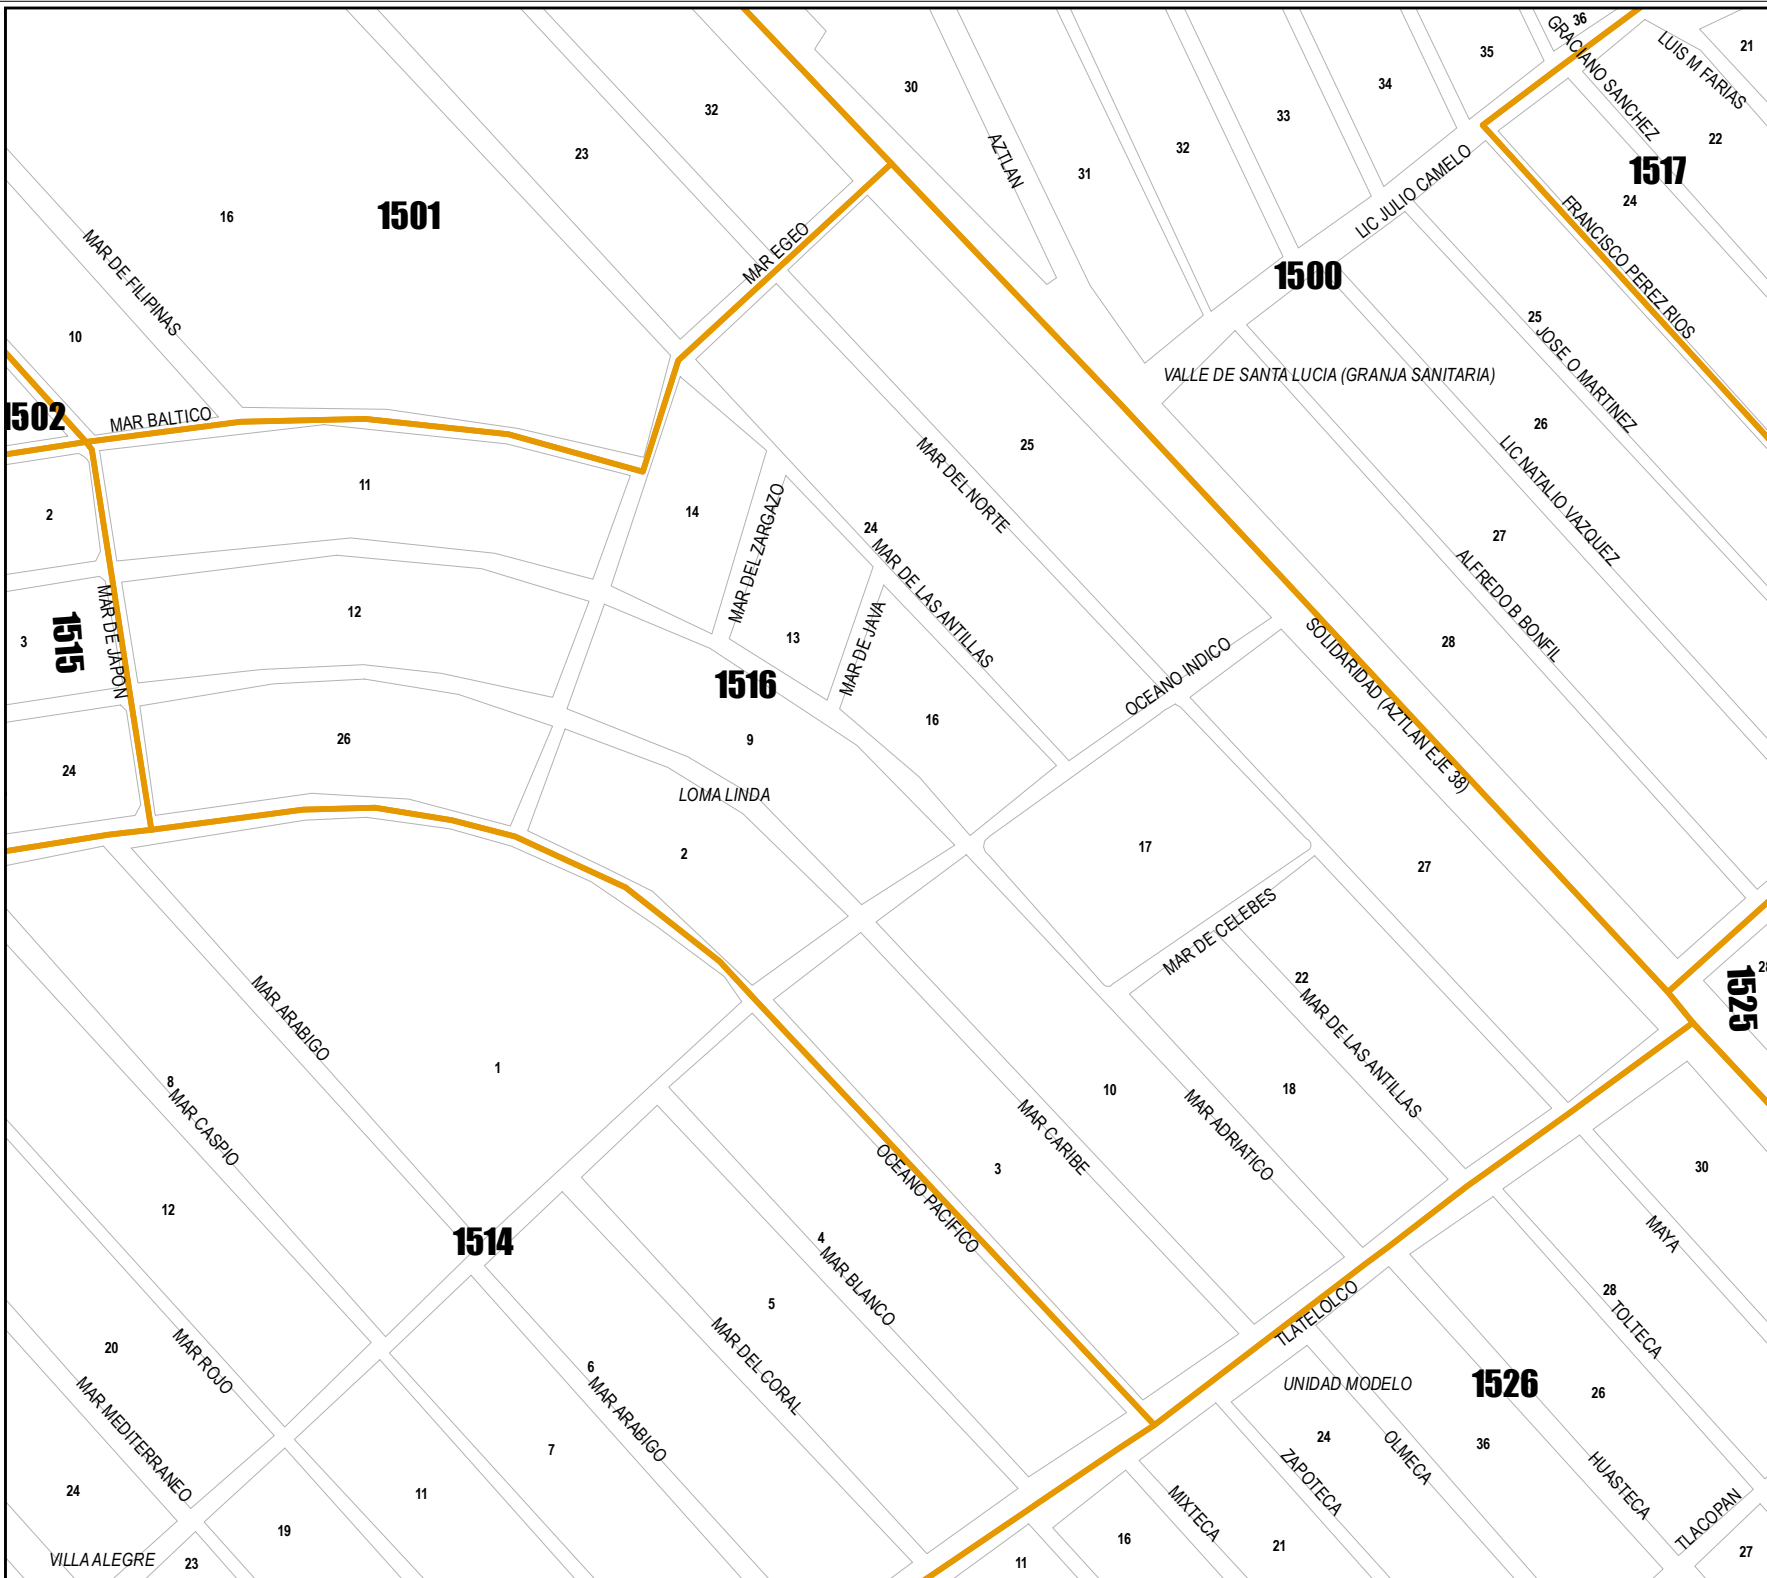 36
GRACIANO SANCHEZ
LUIS M FARIAS
21
35
30
34
32
33
22
AZTLAN
23
32
31
1517
24
LIC JULIO CAMELO
16
1501
FRANCISCO PEREZ RIOS
MAR EGEO
MAR DE FILIPINAS
1500
10
25
JOSE O MARTINEZ
VALLE DE SANTA LUCIA (GRANJA SANITARIA)
1502
MAR BALTICO
26
25
MAR DEL NORTE
LIC NATALIO VAZQUEZ
11
2
14
MAR DEL ZARGAZO
24
MAR DE LAS ANTILLAS
27
ALFREDO B BONFIL
MAR DE JAPON
12
3
1515
13
MAR DE JAVA
28
SOLIDARIDAD (AZTLAN EJE 38)
OCEANO INDICO
1516
16
26
9
24
LOMA LINDA
2
17
27
MAR DE CELEBES
22
MAR DE LAS ANTILLAS
28
1525
MAR ARABIGO
1
8
MAR CASPIO
10
18
MAR CARIBE
MAR ADRIATICO
3
30
OCEANO PACIFICO
12
MAYA
1514
4
MAR BLANCO
5
28
TOLTECA
TLATELOLCO
20
MAR ROJO
MAR DEL CORAL
6
MAR ARABIGO
UNIDAD MODELO
1526
26
MAR MEDITERRANEO
24
OLMECA
36
7
ZAPOTECA
HUASTECA
24
11
MIXTECA
TLACOPAN
19
16
21
27
VILLA ALEGRE
23
11